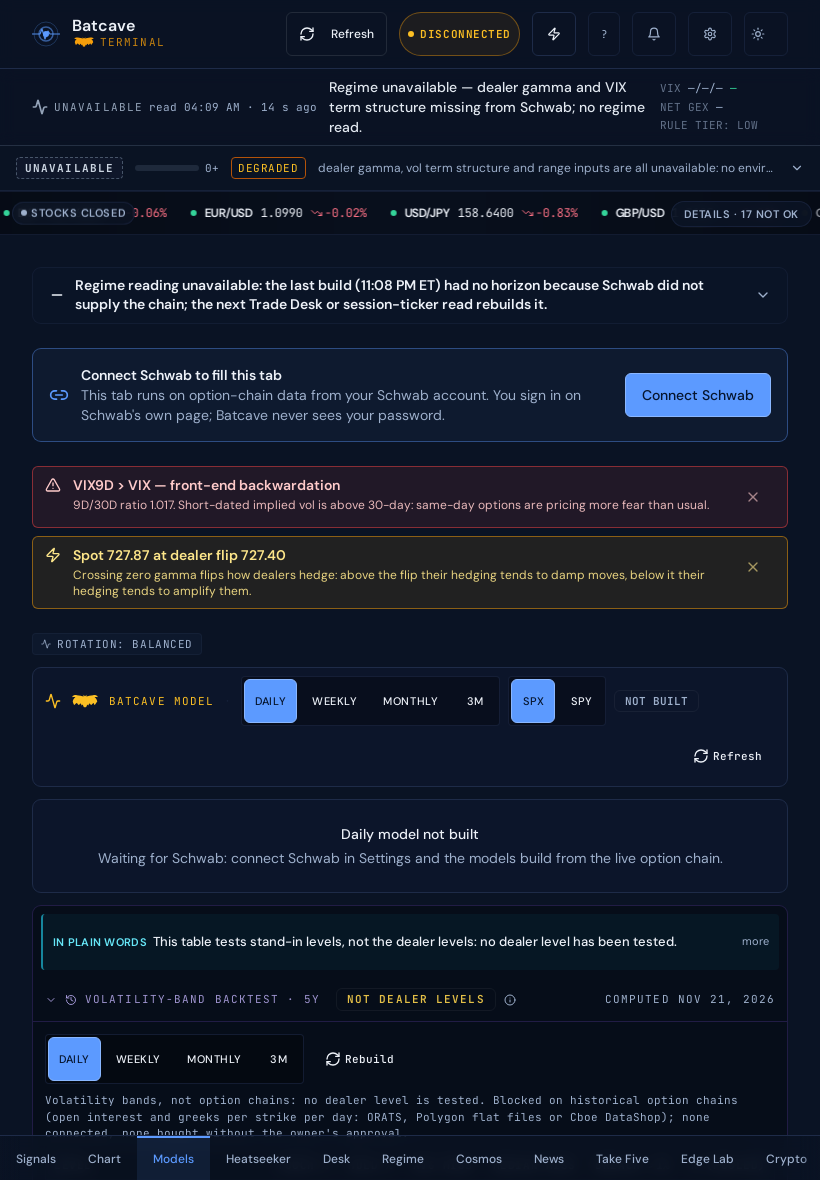 Batcave
TERMINAL
Refresh
DISCONNECTED
?
UNAVAILABLE read 04:09 AM · 14 s ago
Regime unavailable — dealer gamma and VIX
term structure missing from Schwab; no regime
read.
VIX —/—/— —
NET GEX —
RULE TIER: LOW
UNAVAILABLE
0+
DEGRADED
dealer gamma, vol term structure and range inputs are all unavailable: no envir…
STOCKS CLOSED
0.06%
EUR/USD 1.0990 -0.02%
USD/JPY 158.6400 -0.83%
GBP/USD
DETAILS · 17 NOT OK
Regime reading unavailable: the last build (11:08 PM ET) had no horizon because Schwab did not
supply the chain; the next Trade Desk or session-ticker read rebuilds it.
Connect Schwab to fill this tab
This tab runs on option-chain data from your Schwab account. You sign in on
Schwab's own page; Batcave never sees your password.
Connect Schwab
VIX9D > VIX — front-end backwardation
9D/30D ratio 1.017. Short-dated implied vol is above 30-day: same-day options are pricing more fear than usual.
Spot 727.87 at dealer flip 727.40
Crossing zero gamma flips how dealers hedge: above the flip their hedging tends to damp moves, below it their
hedging tends to amplify them.
ROTATION: BALANCED
BATCAVE MODEL
DAILY WEEKLY MONTHLY 3M
SPX SPY
NOT BUILT
Refresh
Daily model not built
Waiting for Schwab: connect Schwab in Settings and the models build from the live option chain.
IN PLAIN WORDS This table tests stand-in levels, not the dealer levels: no dealer level has been tested.
more
VOLATILITY-BAND BACKTEST · 5Y
NOT DEALER LEVELS
COMPUTED NOV 21, 2026
DAILY WEEKLY MONTHLY 3M
Rebuild
Volatility bands, not option chains: no dealer level is tested. Blocked on historical option chains
(open interest and greeks per strike per day: ORATS, Polygon flat files or Cboe DataShop); none
connected, none bought without the owner's approval.
Signals Chart Models Heatseeker Desk Regime Cosmos News Take Five Edge Lab Crypto